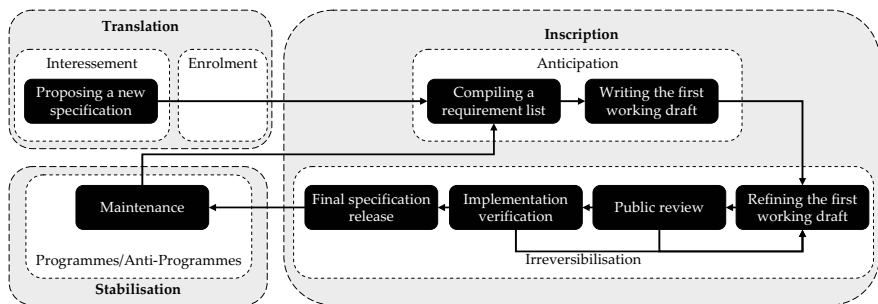 Translation
Inscription
Interessement
Enrolment
Anticipation
Proposing a new
specification
Compiling a
requirement list
Writing the first
working draft
Maintenance
Final specification
release
Implementation
verification
Public review
Refining the first
working draft
Programmes/Anti-Programmes
Irreversibilisation
Stabilisation